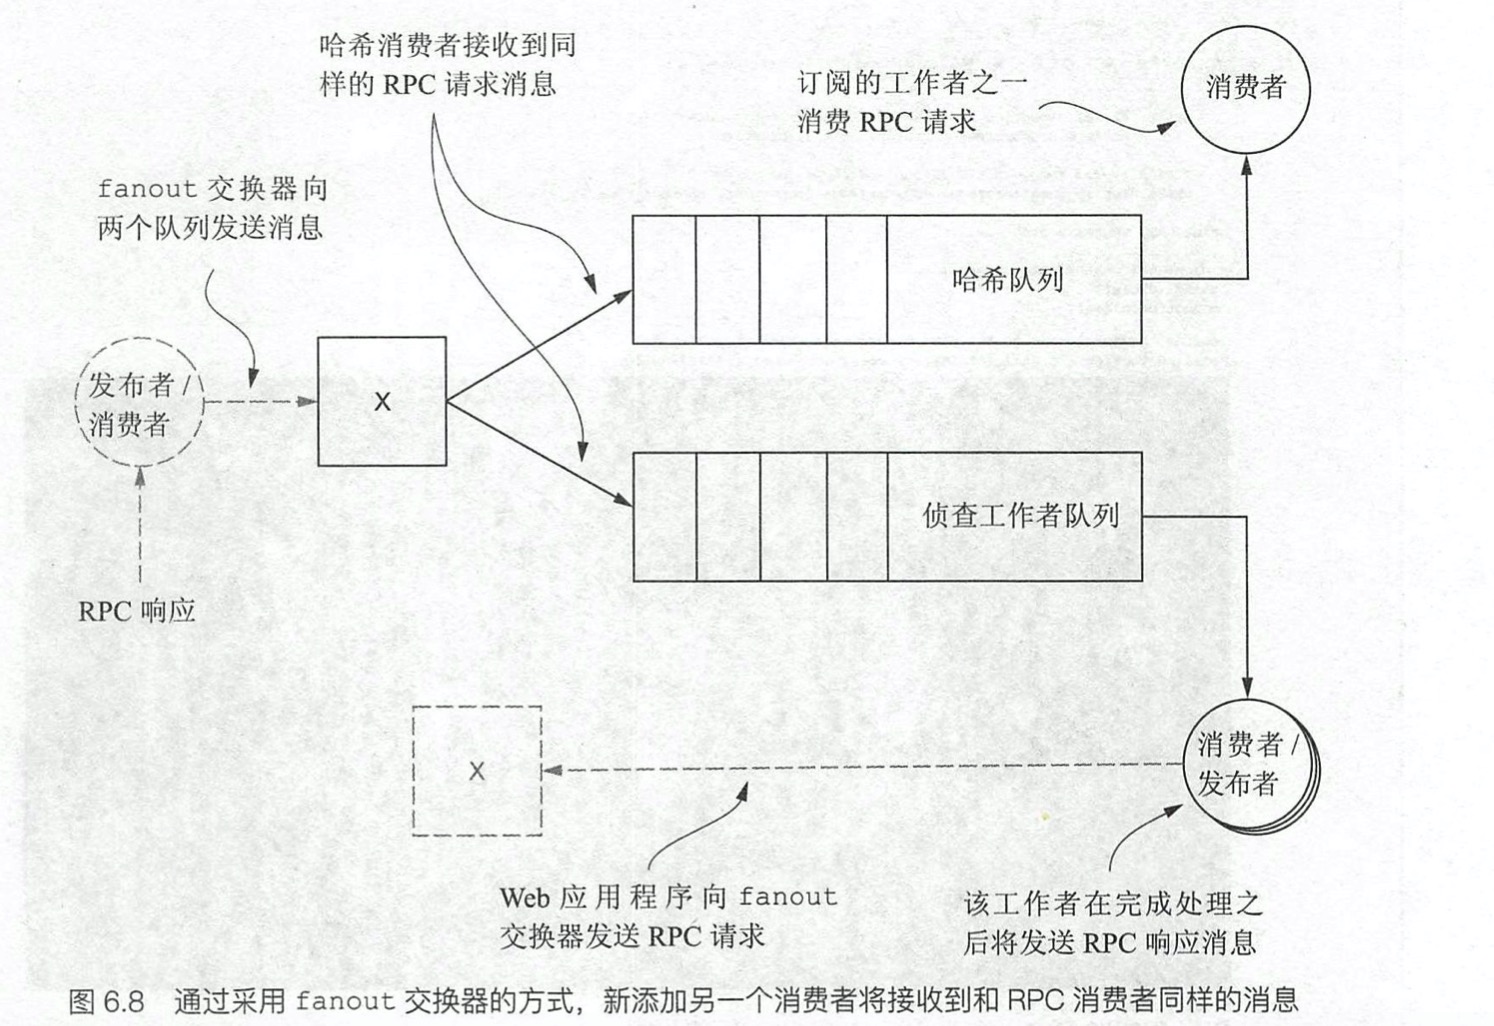 哈希消费者接收到同
样的 RPC 请求消息
订阅的工作者之一
消费 RPC 请求
消费者
fanout 交换器向
两个队列发送消息
哈希队列
发布者 /
消费者
X
侦查工作者队列
RPC 响应
X
消费者 /
发布者
Web 应用程序向 fanout
交换器发送 RPC 请求
该工作者在完成处理之
后将发送 RPC 响应消息
图 6.8 通过采用 fanout 交换器的方式，新添加另一个消费者将接收到和 RPC 消费者同样的消息